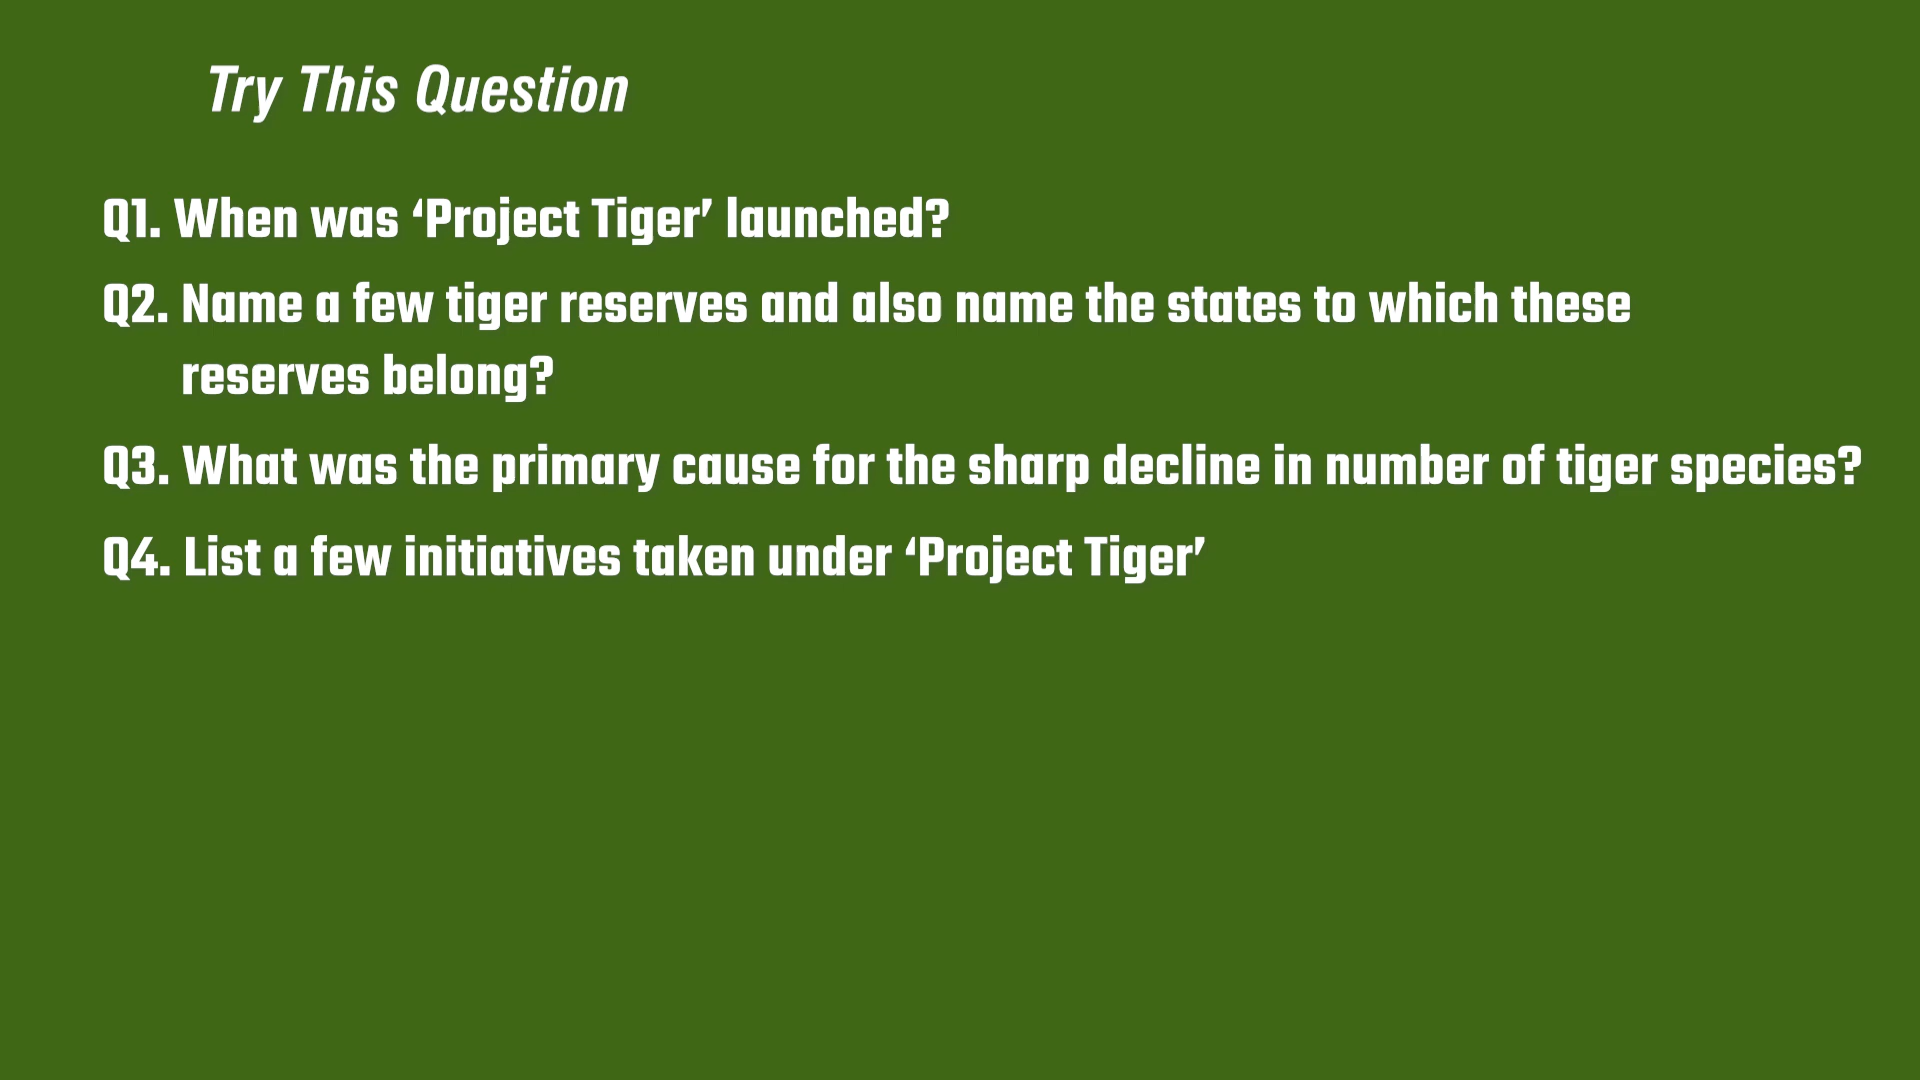 Try This Question
Q1. When was ‘Project Tiger’ launched?
Q2. Name a few tiger reserves and also name the states to which these
reserves belong?
Q3. What was the primary cause for the sharp decline in number of tiger species?
Q4. List a few initiatives taken under ‘Project Tiger’